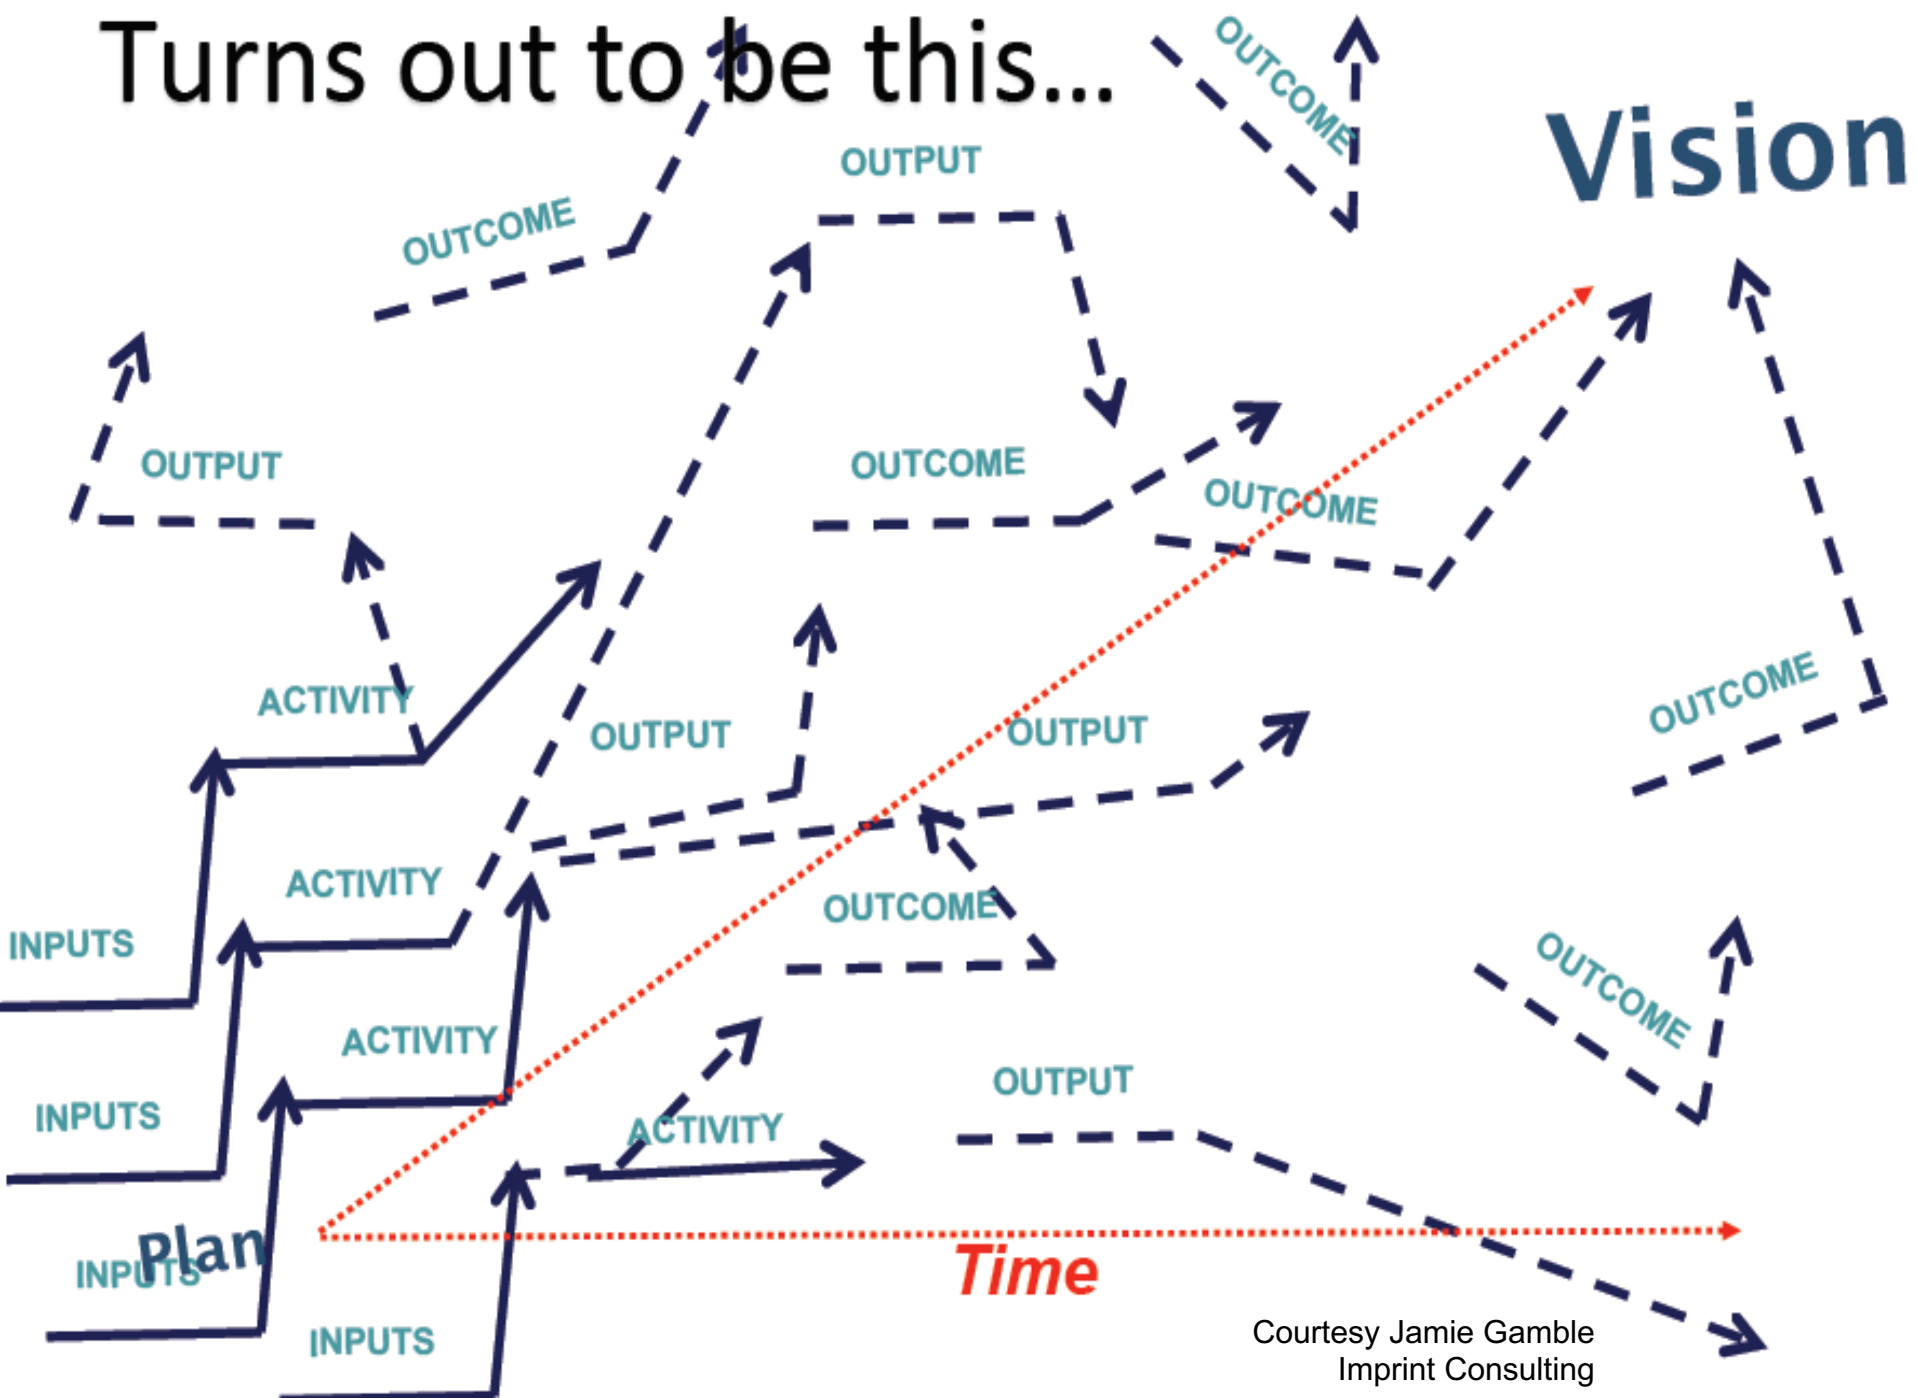 Turns out to be this...
OUTCOME
Vision
OUTPUT
OUTCOME
OUTPUT
OUTCOME
OUTCOME
ACTIVITY
OUTPUT
OUTPUT
OUTCOME
ACTIVITY
OUTCOME
INPUTS
OUTCOME
ACTIVITY
OUTPUT
INPUTS
ACTIVITY
Plan
INPUTS
Time
INPUTS
Courtesy Jamie Gamble
Imprint Consulting